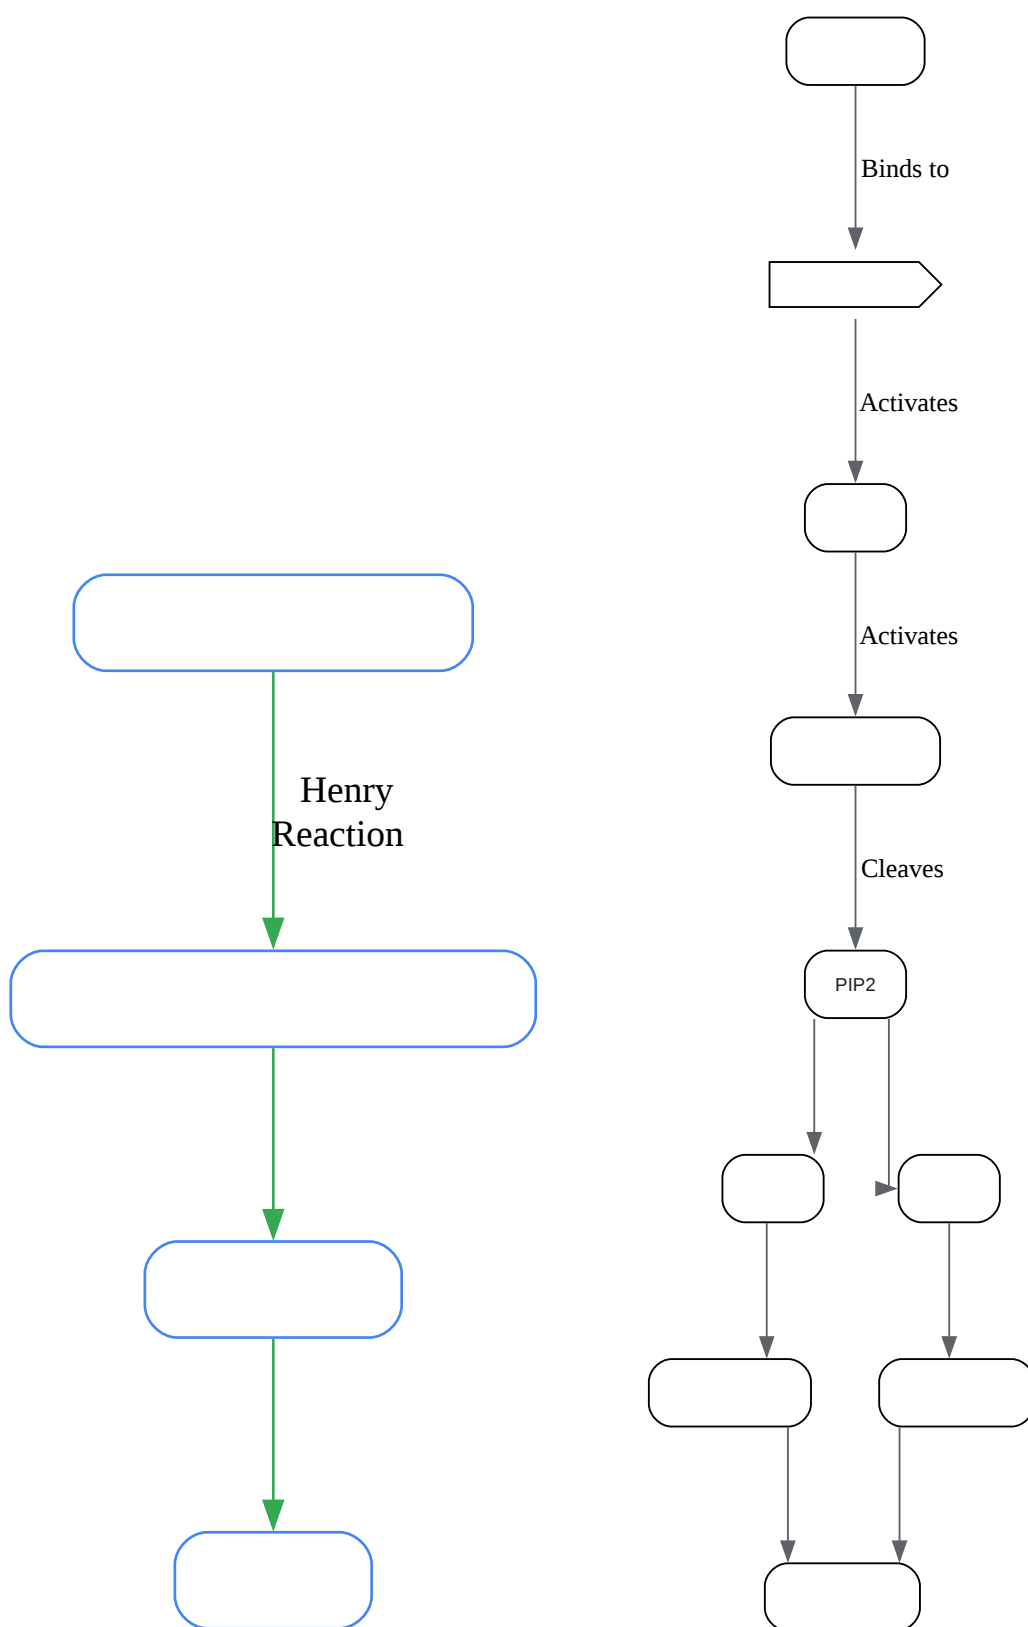 Henry
Reaction
Binds to
Activates
Activates
Cleaves
PIP2